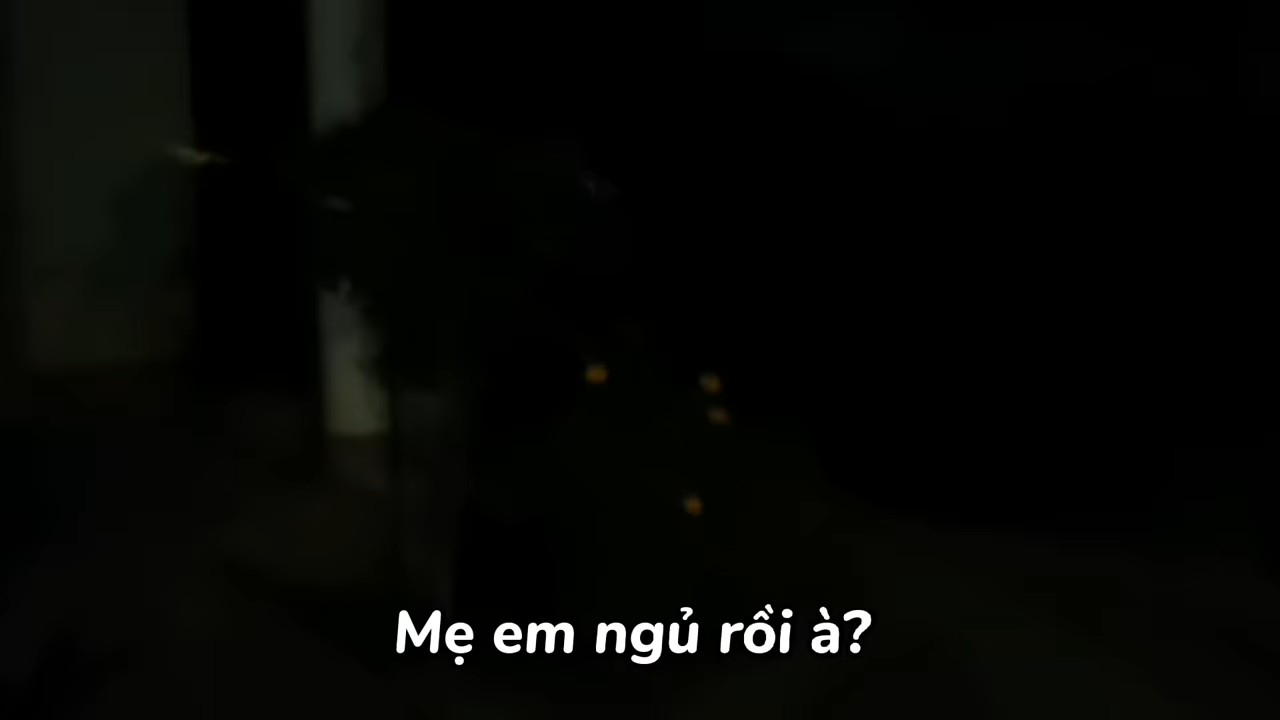 Mẹ em ngủ rồi à?